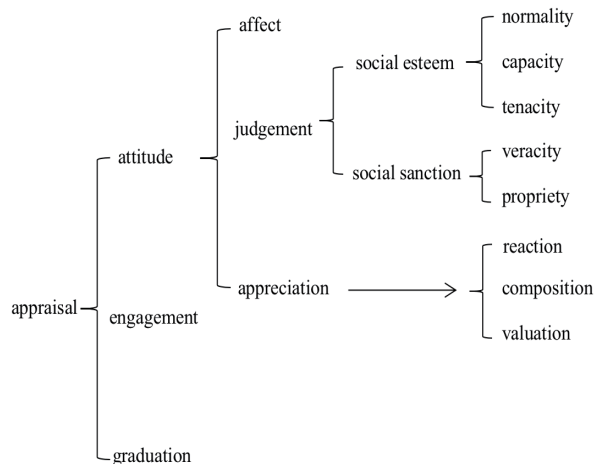 normality
affect
social esteem
capacity
tenacity
judgement
attitude
veracity
social sanction
propriety
reaction
appreciation
composition
appraisal
engagement
valuation
graduation